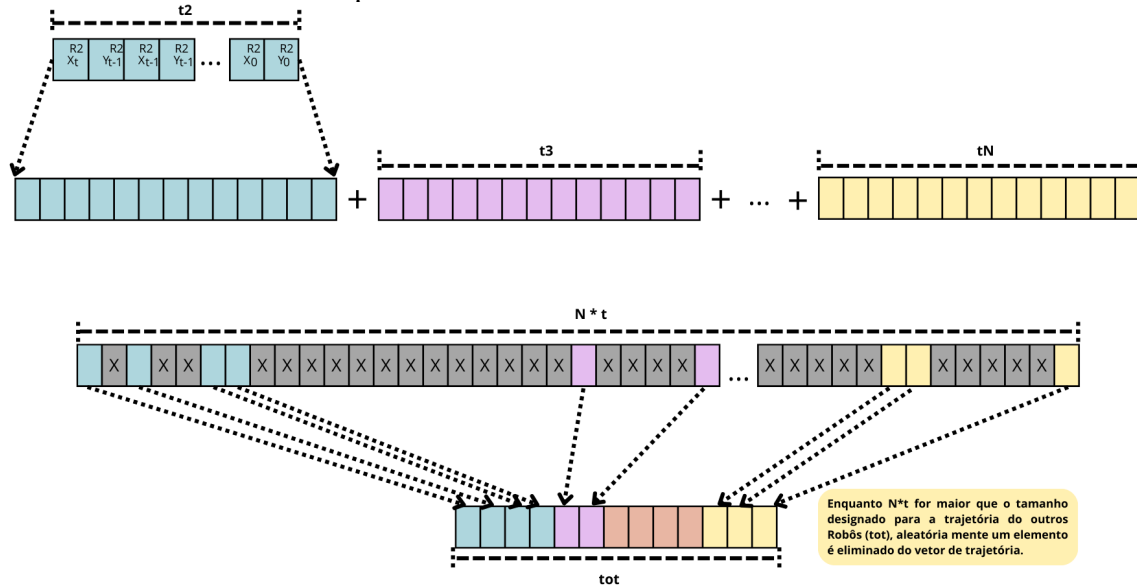 t2
R2 R2 R2 R2 R2 R2
Xt Yt-1 Xt-1 Yt-1 ... X0 Y0
t3
tN
+ + ... +
N * t
X X X X X X X X X X X X X X X X X X X X ... X X X X X X X X X X
tot
Enquanto N*t for maior que o tamanho
designado para a trajetória do outros
Robôs (tot), aleatória mente um elemento
é eliminado do vetor de trajetória.